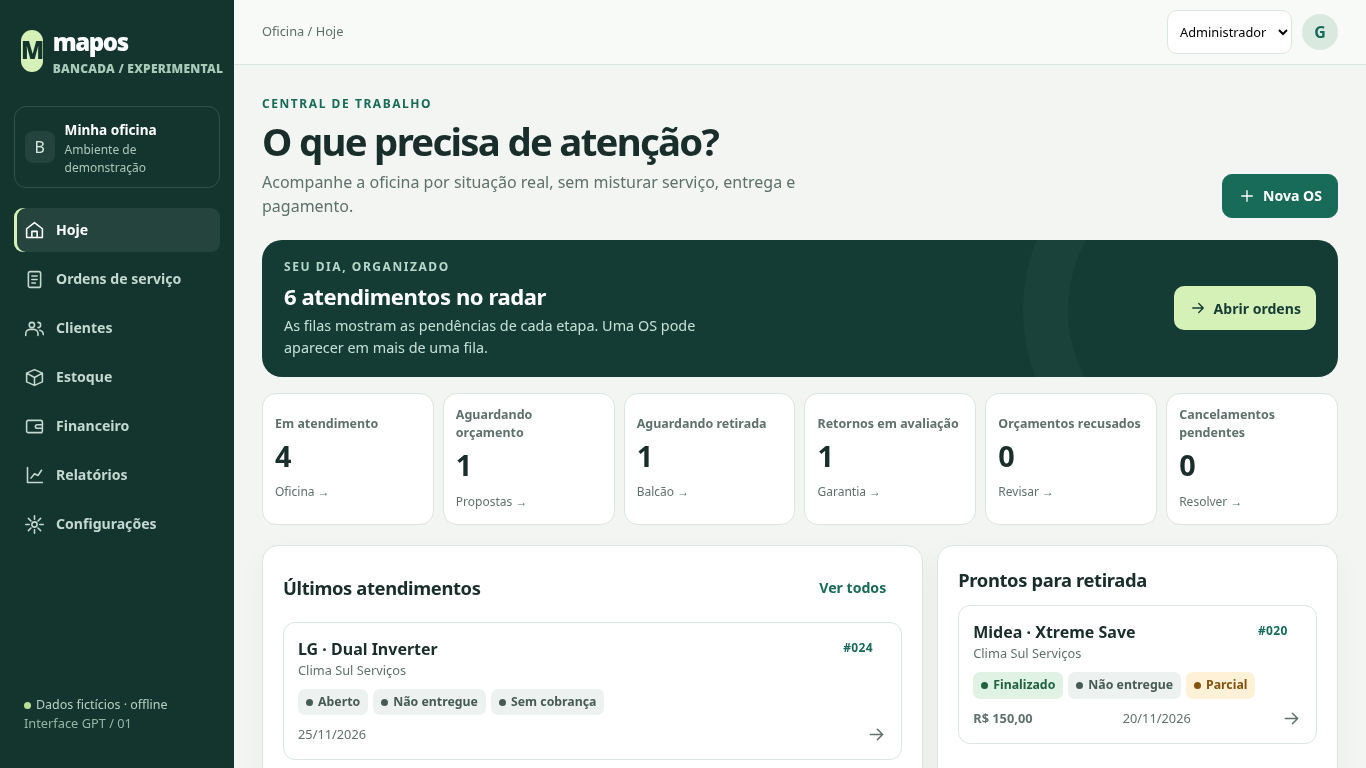 M
mapos
BANCADA / EXPERIMENTAL
B
Minha oficina
Ambiente de
demonstração
Hoje
Ordens de serviço
Clientes
Estoque
Financeiro
Relatórios
Configurações
Dados fictícios · offline
Interface GPT / 01
Oficina / Hoje
Administrador
G
CENTRAL DE TRABALHO
O que precisa de atenção?
Acompanhe a oficina por situação real, sem misturar serviço, entrega e
pagamento.
Nova OS
SEU DIA, ORGANIZADO
6 atendimentos no radar
As filas mostram as pendências de cada etapa. Uma OS pode
aparecer em mais de uma fila.
→ Abrir ordens
Em atendimento
4
Oficina →
Aguardando
orçamento
1
Propostas →
Aguardando retirada
1
Balcão →
Retornos em avaliação
1
Garantia →
Orçamentos recusados
0
Revisar →
Cancelamentos
pendentes
0
Resolver →
Últimos atendimentos
Ver todos
LG · Dual Inverter
#024
Clima Sul Serviços
Aberto
Não entregue
Sem cobrança
25/11/2026
Prontos para retirada
Midea · Xtreme Save
#020
Clima Sul Serviços
Finalizado
Não entregue
Parcial
R$ 150,00
20/11/2026